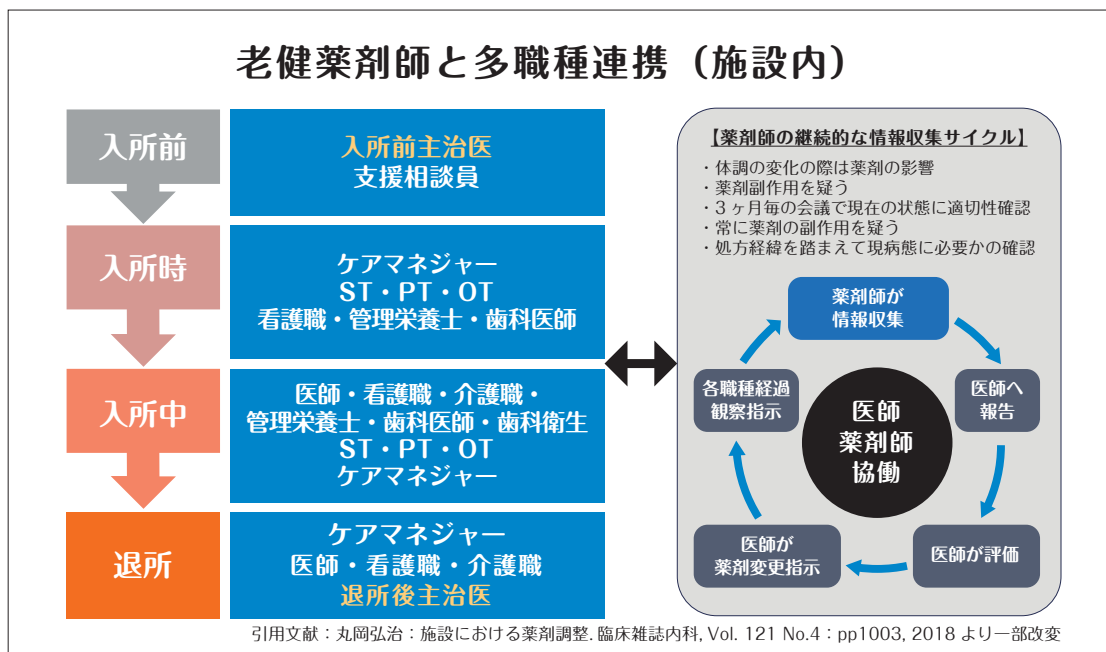 老健薬剤師と多職種連携（施設内）
入所前
入所前主治医
支援相談員
入所時
ケアマネジャー
ST・PT・OT
看護職・管理栄養士・歯科医師
入所中
医師・看護職・介護職・
管理栄養士・歯科医師・歯科衛生
ST・PT・OT
ケアマネジャー
退所
ケアマネジャー
医師・看護職・介護職
退所後主治医
【薬剤師の継続的な情報収集サイクル】
・体調の変化の際は薬剤の影響
・薬剤副作用を疑う
・3ヶ月毎の会議で現在の状態に適切性確認
・常に薬剤の副作用を疑う
・処方経緯を踏まえて現病態に必要かの確認
薬剤師が
情報収集
医師へ
報告
医師が評価
医師が
薬剤変更指示
各職種経過
観察指示
医師
薬剤師
協働
引用文献：丸岡弘治：施設における薬剤調整. 臨床雑誌内科, Vol. 121 No.4：pp1003, 2018 より一部改変